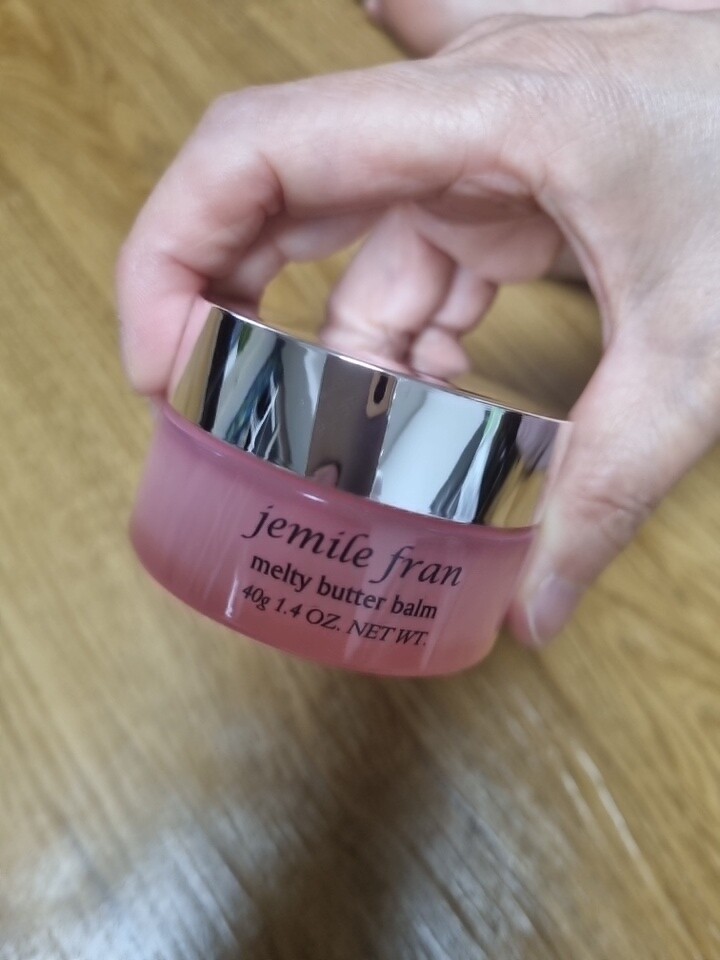 jemile fran
melty butter balm
40g 1.4 OZ. NET WT.